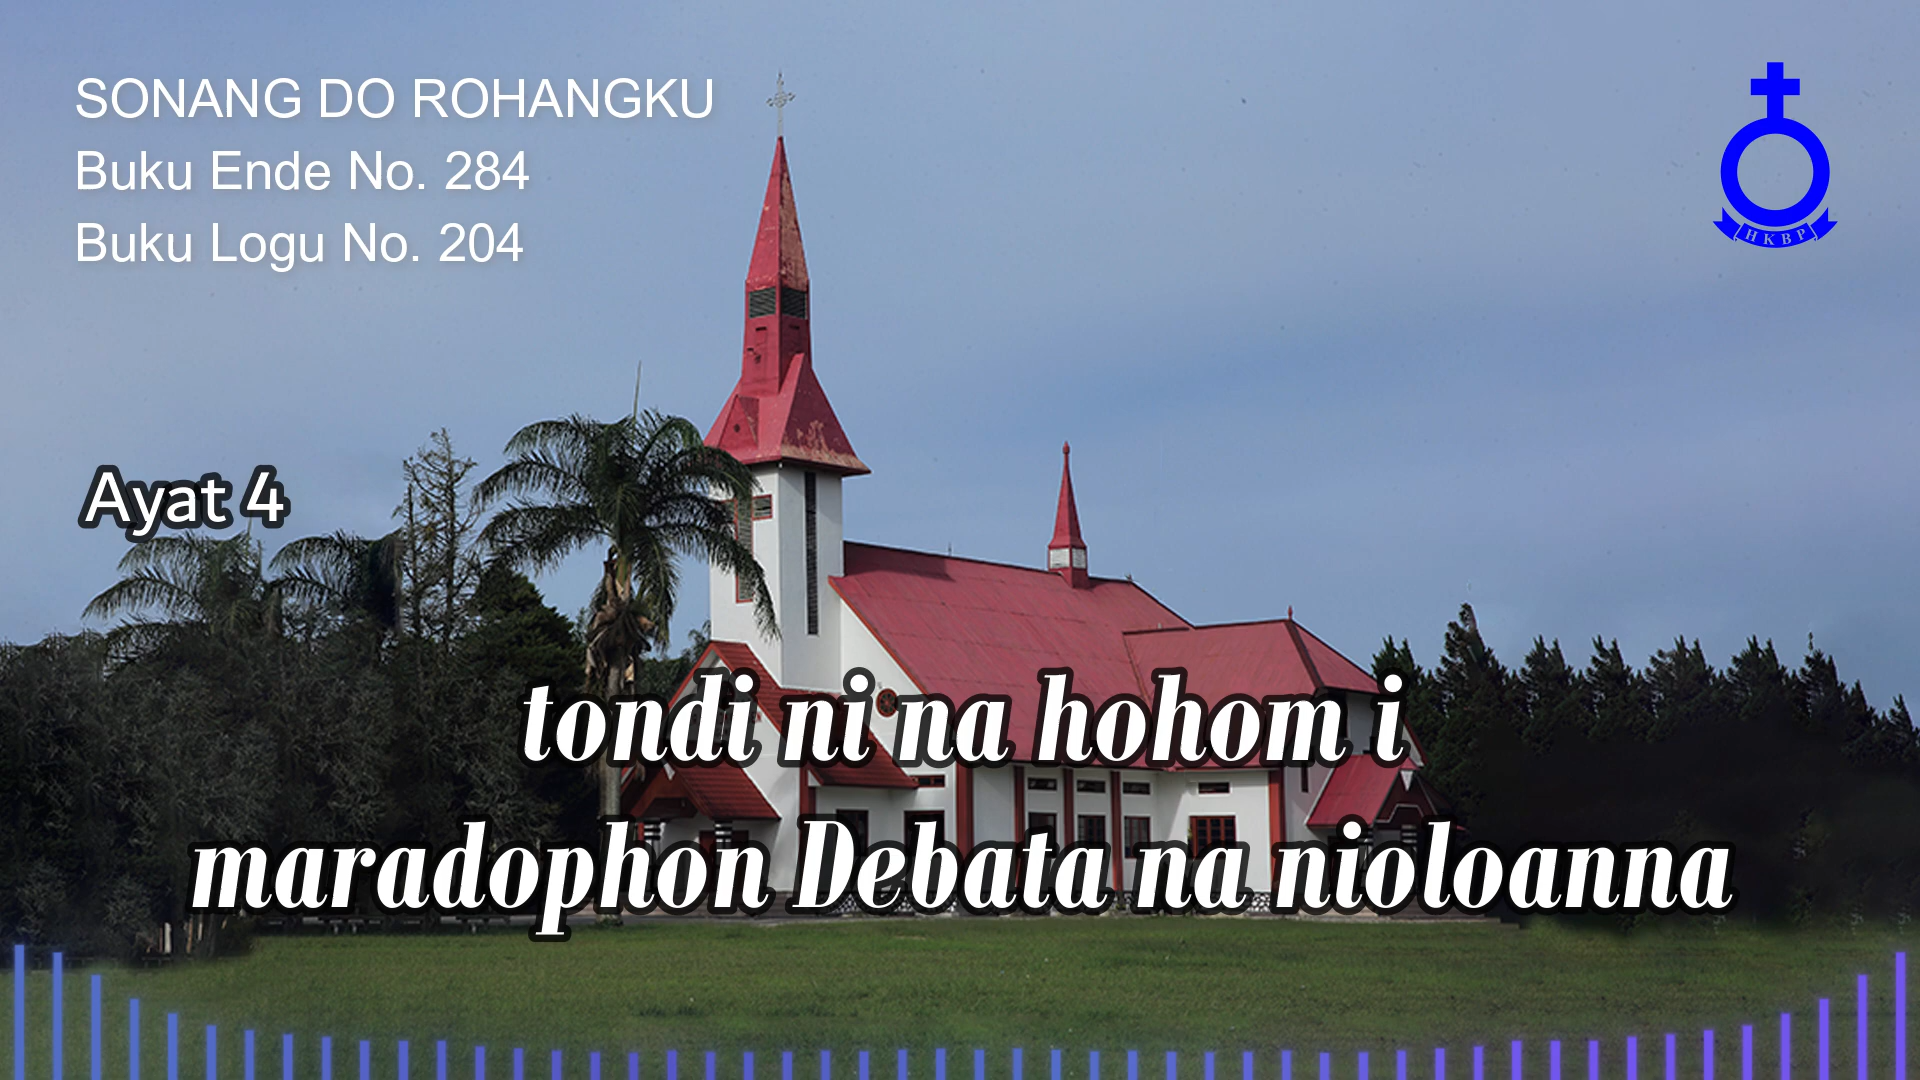 SONANG DO ROHANGKU
Buku Ende No. 284
Buku Logu No. 204
HKBP
Ayat 4
tondi ni na hohom i
maradophon Debata na nioloanna